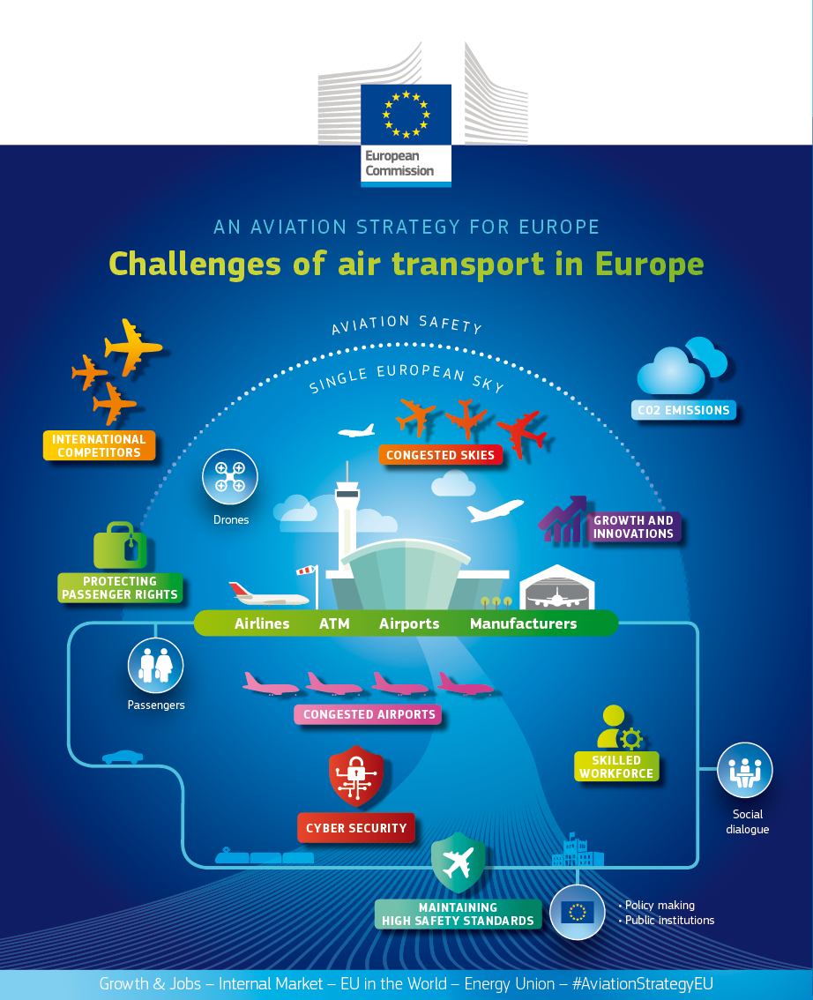 European
Commission
AN AVIATION STRATEGY FOR EUROPE
Challenges of air transport in Europe
AVIATION SAFETY
SINGLE EUROPEAN SKY
CO2 EMISSIONS
INTERNATIONAL
COMPETITORS
CONGESTED SKIES
Drones
GROWTH AND
INNOVATIONS
PROTECTING
PASSENGER RIGHTS
Airlines ATM Airports Manufacturers
Passengers
CONGESTED AIRPORTS
SKILLED
WORKFORCE
Social
dialogue
CYBER SECURITY
MAINTAINING
HIGH SAFETY STANDARDS
• Policy making
• Public institutions
Growth & Jobs – Internal Market – EU in the World – Energy Union – #AviationStrategyEU